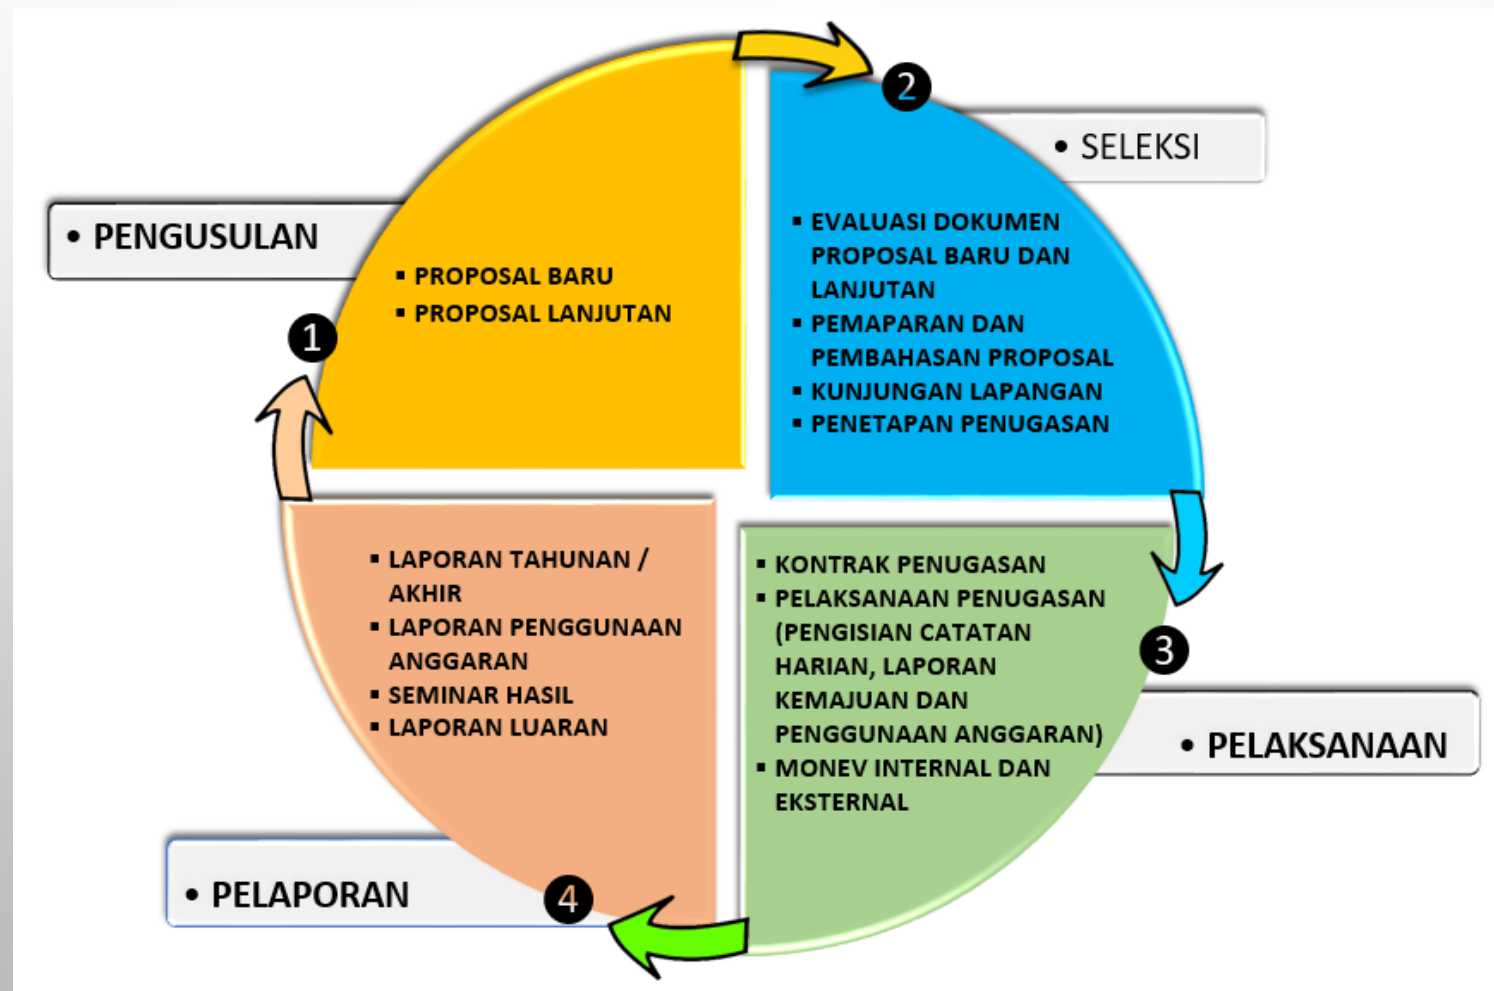 • PENGUSULAN
1
▪ PROPOSAL BARU
▪ PROPOSAL LANJUTAN
2
• SELEKSI
▪ EVALUASI DOKUMEN
PROPOSAL BARU DAN
LANJUTAN
▪ PEMAPARAN DAN
PEMBAHASAN PROPOSAL
▪ KUNJUNGAN LAPANGAN
▪ PENETAPAN PENUGASAN
3
• PELAKSANAAN
▪ KONTRAK PENUGASAN
▪ PELAKSANAAN PENUGASAN
(PENGISIAN CATATAN
HARIAN, LAPORAN
KEMAJUAN DAN
PENGGUNAAN ANGGARAN)
▪ MONEV INTERNAL DAN
EKSTERNAL
4
• PELAPORAN
▪ LAPORAN TAHUNAN /
AKHIR
▪ LAPORAN PENGGUNAAN
ANGGARAN
▪ SEMINAR HASIL
▪ LAPORAN LUARAN